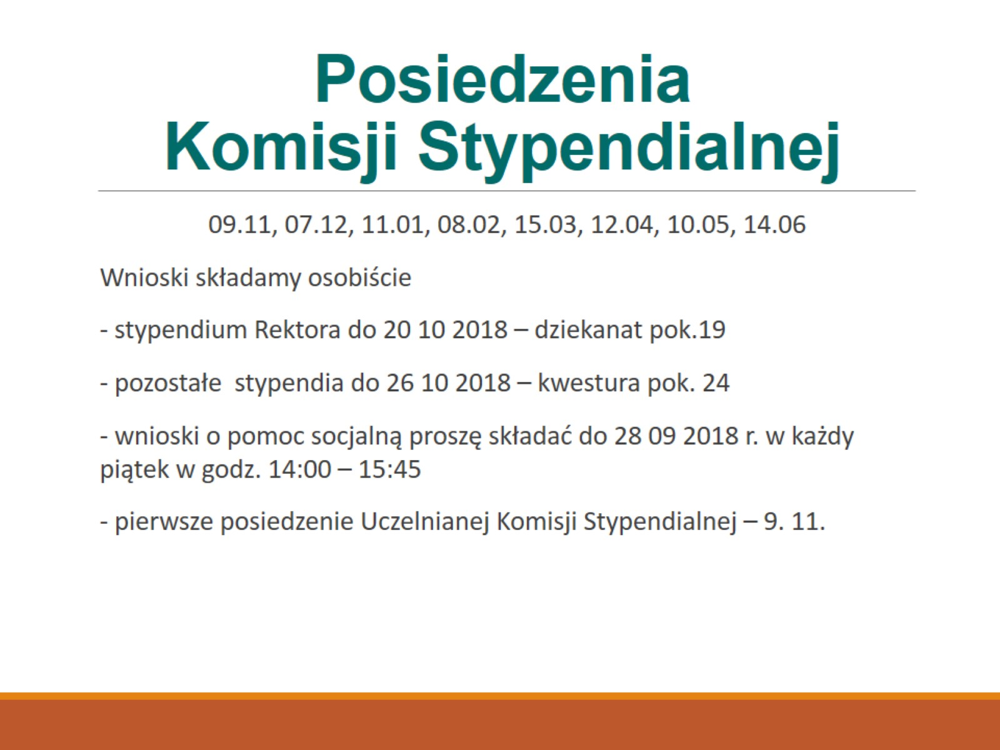 Posiedzenia
Komisji Stypendialnej
09.11, 07.12, 11.01, 08.02, 15.03, 12.04, 10.05, 14.06
Wnioski składamy osobiście
- stypendium Rektora do 20 10 2018 – dziekanat pok.19
- pozostałe  stypendia do 26 10 2018 – kwestura pok. 24
- wnioski o pomoc socjalną proszę składać do 28 09 2018 r. w każdy
piątek w godz. 14:00 – 15:45
- pierwsze posiedzenie Uczelnianej Komisji Stypendialnej – 9. 11.